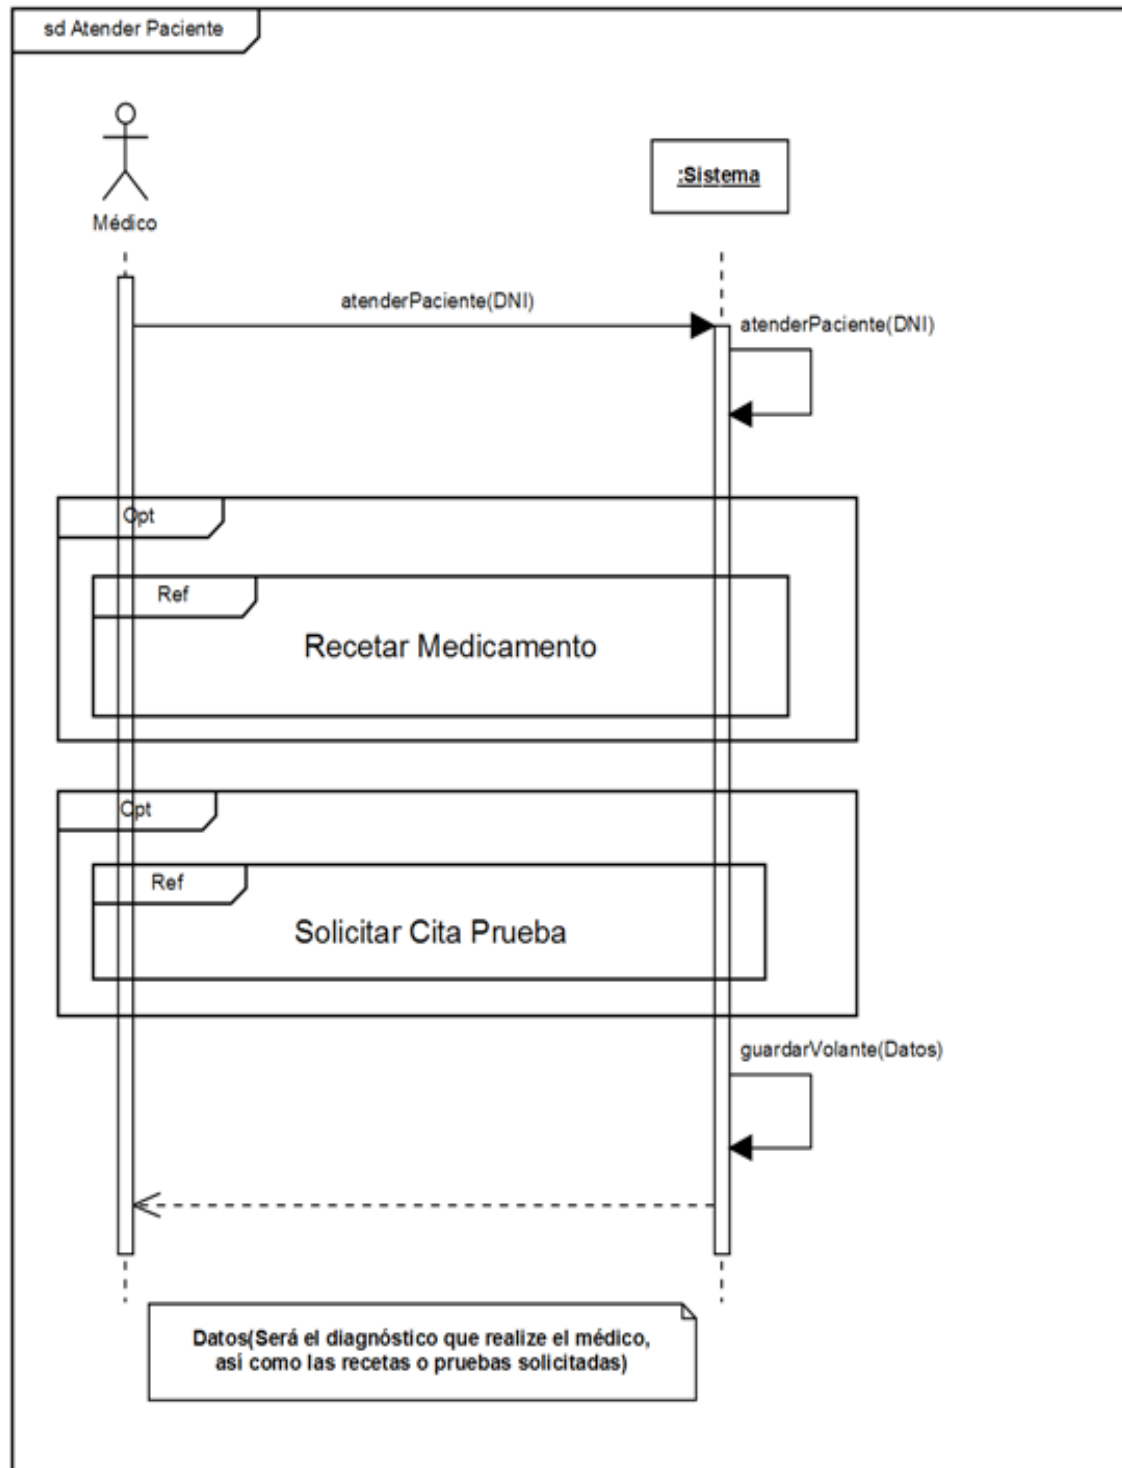 sd Atender Paciente
:Sistema
Médico
atenderPaciente(DNI)
atenderPaciente(DNI)
Opt
Ref
Recetar Medicamento
Opt
Ref
Solicitar Cita Prueba
guardarVolante(Datos)
Datos(Será el diagnóstico que realize el médico,
así como las recetas o pruebas solicitadas)